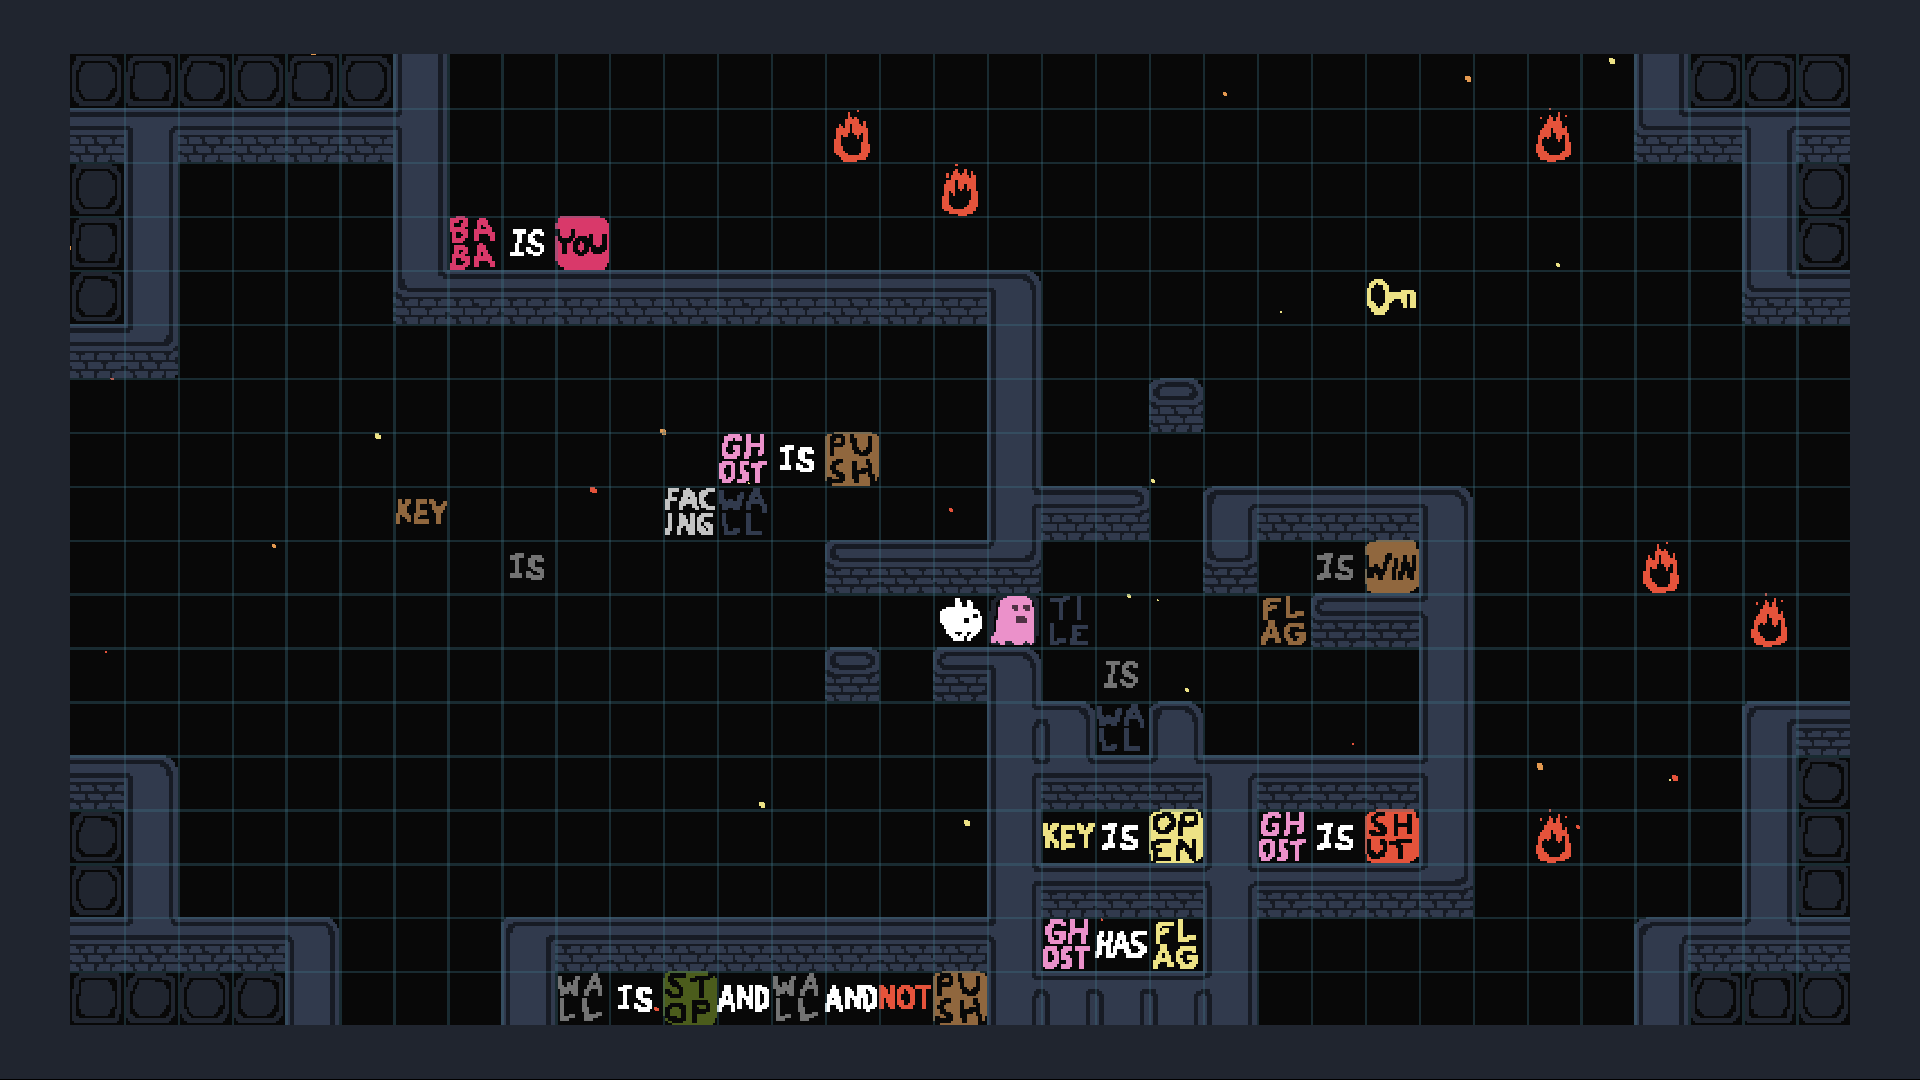 BABA IS YOU
GHOST IS PUSH
KEY FACING WALL
IS IS WIN
TILE FLAG
IS
WALL
KEY IS OPEN GHOST IS SHUT
GHOST HAS FLAG
WALL IS STOP AND WALL AND NOT PUSH